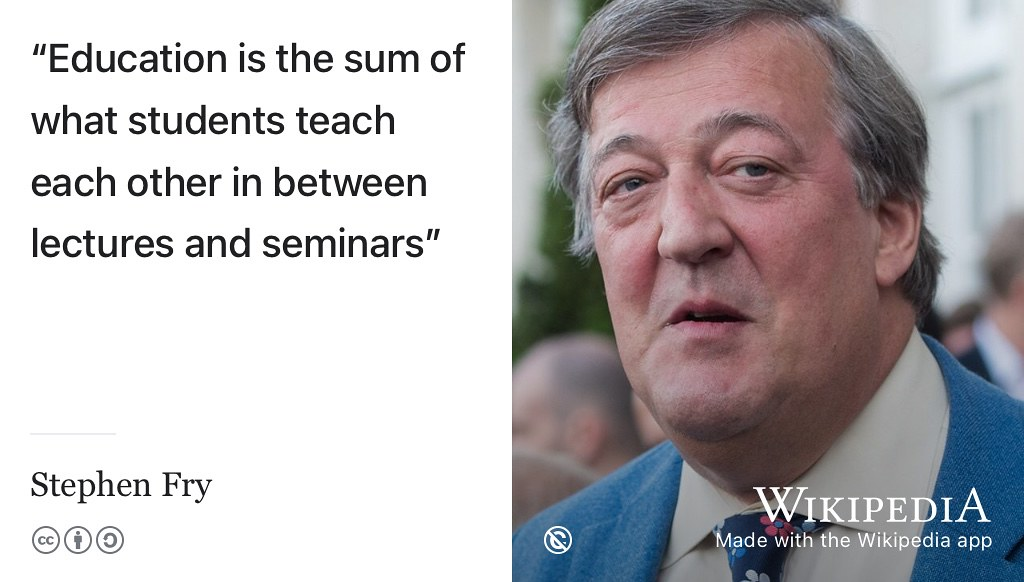 “Education is the sum of
what students teach
each other in between
lectures and seminars”
Stephen Fry
cc
WIKIPEDIA
Made with the Wikipedia app